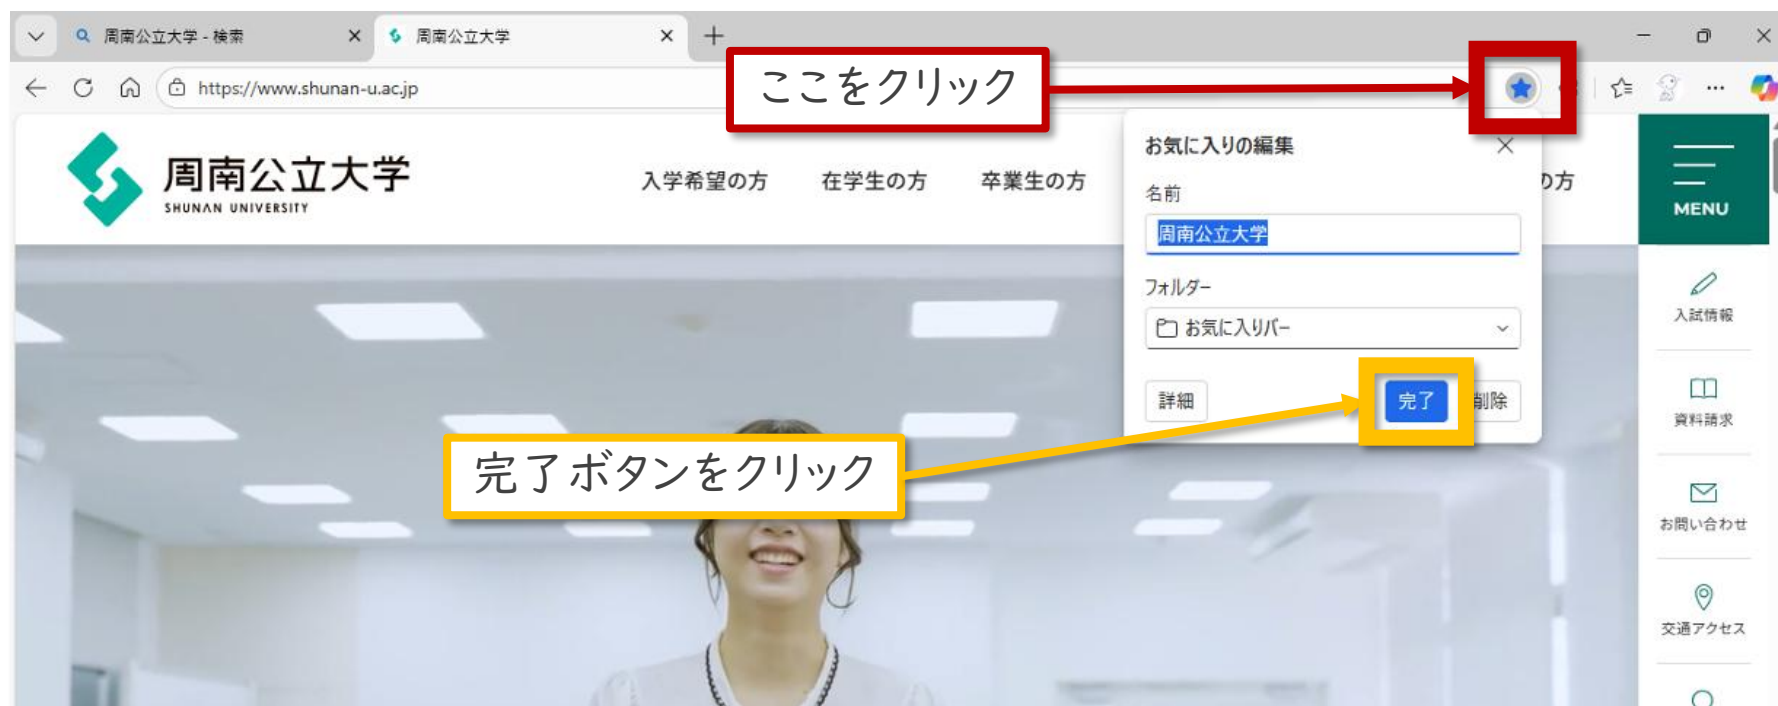 周南公立大学 - 検索
周南公立大学
https://www.shunan-u.ac.jp
ここをクリック
周南公立大学
SHUNAN UNIVERSITY
入学希望の方 在学生の方 卒業生の方
の方
MENU
お気に入りの編集
名前
周南公立大学
フォルダー
お気に入りバー
詳細
完了
削除
完了ボタンをクリック
入試情報
資料請求
お問い合わせ
交通アクセス